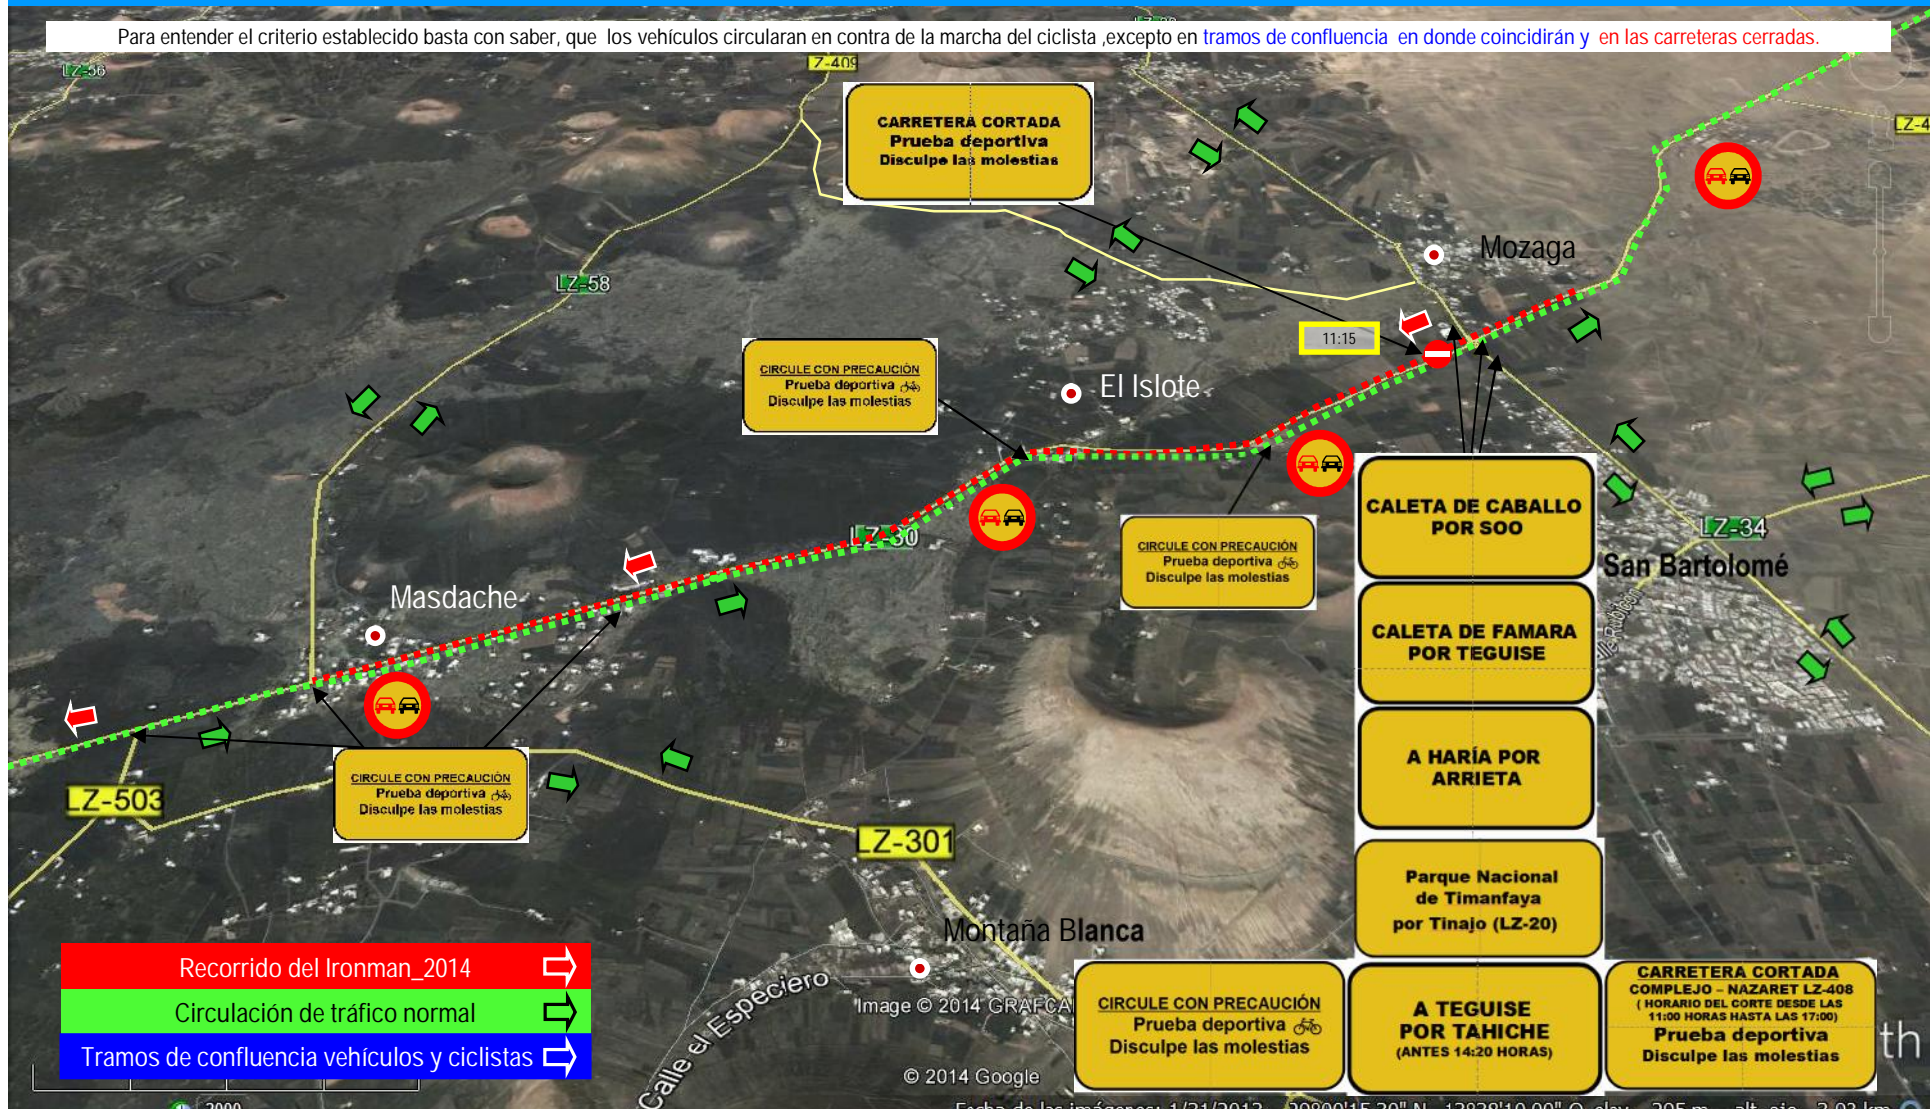 Para entender el criterio establecido basta con saber, que los vehículos circularan en contra de la marcha del ciclista ,excepto en tramos de confluencia en donde coincidirán y en las carreteras cerradas.
LZ-56
Z-409
LZ-4
CARRETERA CORTADA
Prueba deportiva
Disculpe las molestias
Mozaga
LZ-58
11:15
CIRCULE CON PRECAUCIÓN
Prueba deportiva
Disculpe las molestias
El Islote
LZ-30
CIRCULE CON PRECAUCIÓN
Prueba deportiva
Disculpe las molestias
CALETA DE CABALLO
POR SOO
LZ-34
San Bartolomé
Masdache
CALETA DE FAMARA
POR TEGUISE
A HARÍA POR
ARRIETA
CIRCULE CON PRECAUCIÓN
Prueba deportiva
Disculpe las molestias
LZ-503
LZ-301
Parque Nacional
de Timanfaya
por Tinajo (LZ-20)
Montaña Blanca
Recorrido del Ironman_2014
Circulación de tráfico normal
Tramos de confluencia vehículos y ciclistas
Calle el Especiero
Image © 2014 GRAFCA
© 2014 Google
CIRCULE CON PRECAUCIÓN
Prueba deportiva
Disculpe las molestias
A TEGUISE
POR TAHICHE
(ANTES 14:20 HORAS)
CARRETERA CORTADA
COMPLEJO – NAZARET LZ-408
( HORARIO DEL CORTE DESDE LAS
11:00 HORAS HASTA LAS 17:00)
Prueba deportiva
Disculpe las molestias
th